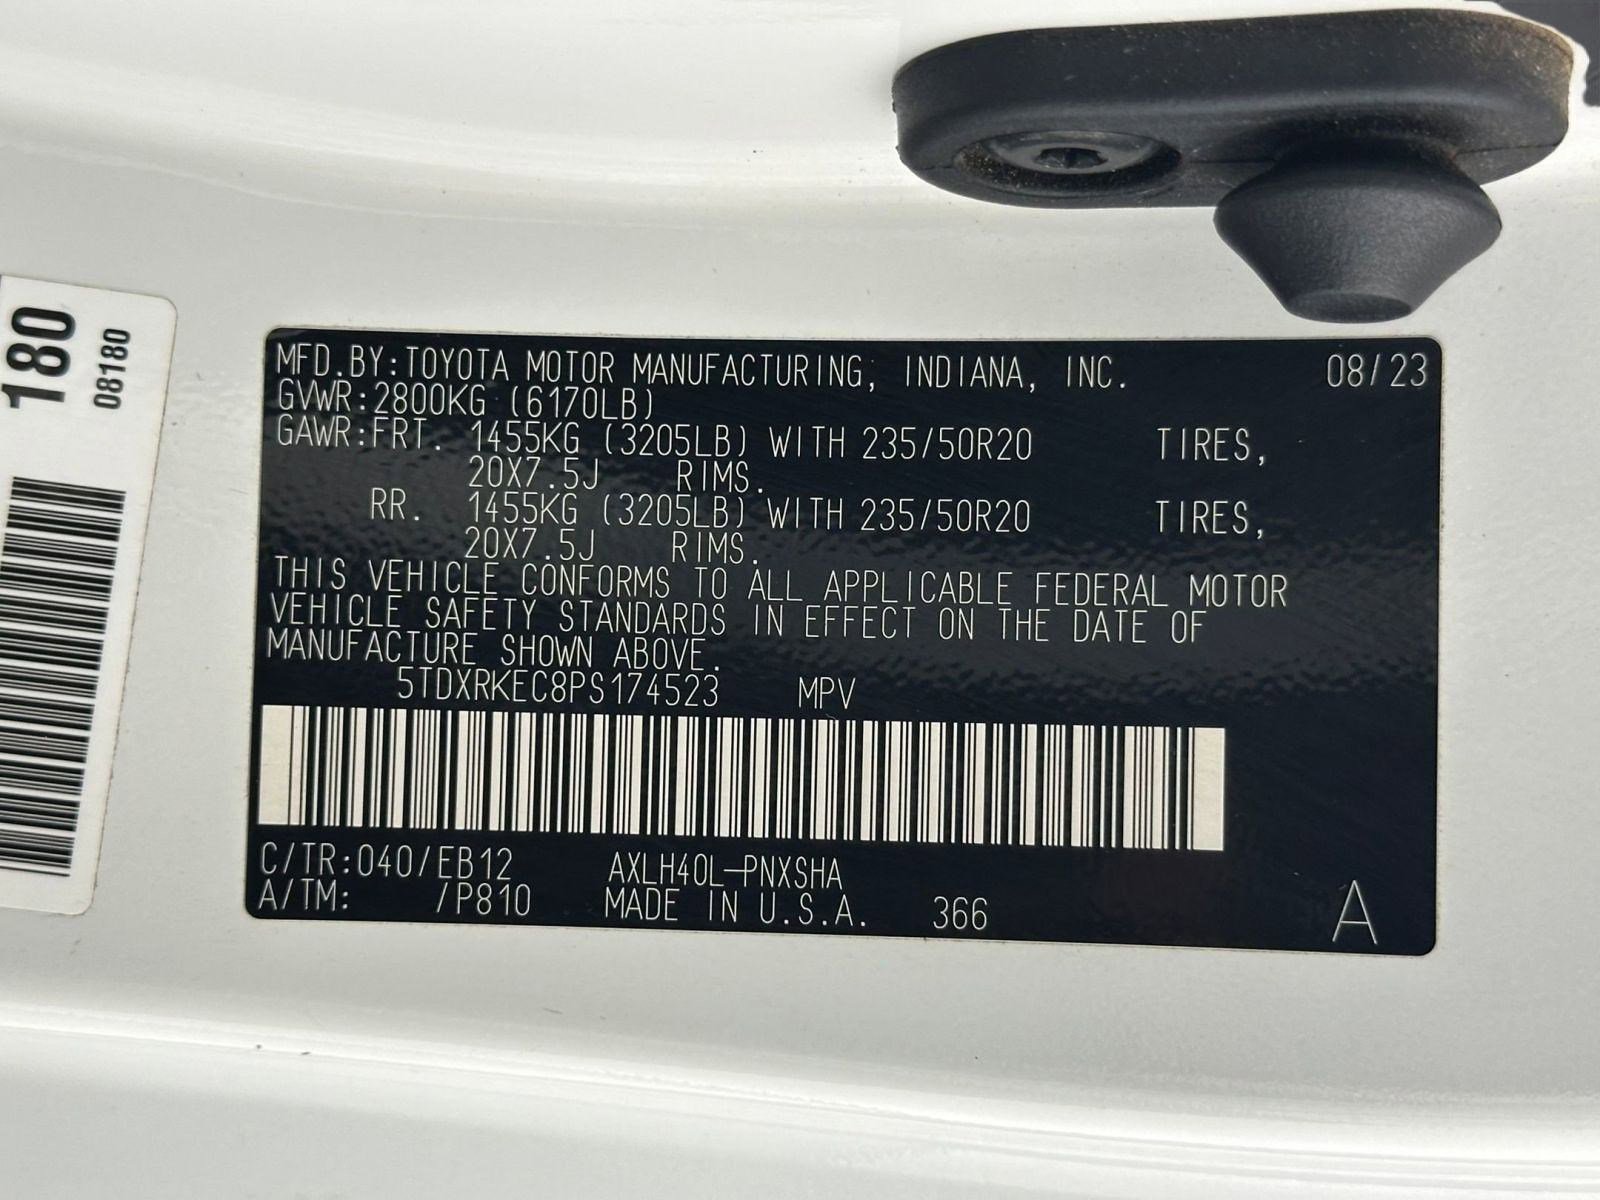 180
08180
MFD.BY:TOYOTA MOTOR MANUFACTURING, INDIANA, INC. 08/23
GVWR:2800KG (6170LB)
GAWR:FRT. 1455KG (3205LB) WITH 235/50R20 TIRES,
20X7.5J RIMS.
RR. 1455KG (3205LB) WITH 235/50R20 TIRES,
20X7.5J RIMS.
THIS VEHICLE CONFORMS TO ALL APPLICABLE FEDERAL MOTOR
VEHICLE SAFETY STANDARDS IN EFFECT ON THE DATE OF
MANUFACTURE SHOWN ABOVE.
5TDXRKEC8PS174523 MPV
C/TR:040/EB12 AXLH40L-PNXSHA
A/TM: /P810 MADE IN U.S.A. 366 A